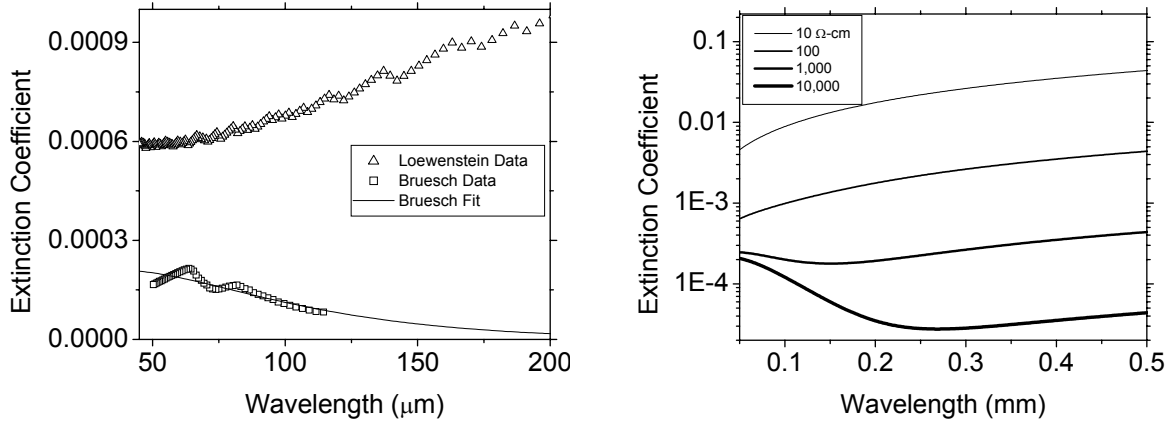 0.0009
0.0006
0.0003
0.0000
Extinction Coefficient
Loewenstein Data
Bruesch Data
Bruesch Fit
50 100 150 200
Wavelength (μm)
0.1
0.01
1E-3
1E-4
Extinction Coefficient
10 Ω-cm
100
1,000
10,000
0.1 0.2 0.3 0.4 0.5
Wavelength (mm)